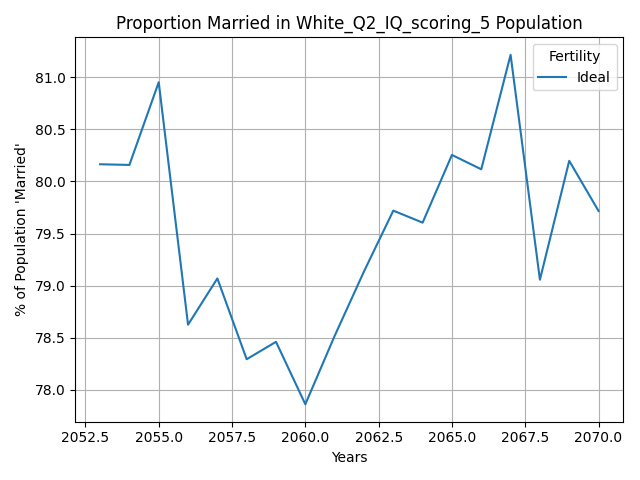 Proportion Married in White_Q2_IQ_scoring_5 Population
Fertility
Ideal
% of Population 'Married'
81.0
80.5
80.0
79.5
79.0
78.5
78.0
2052.5 2055.0 2057.5 2060.0 2062.5 2065.0 2067.5 2070.0
Years